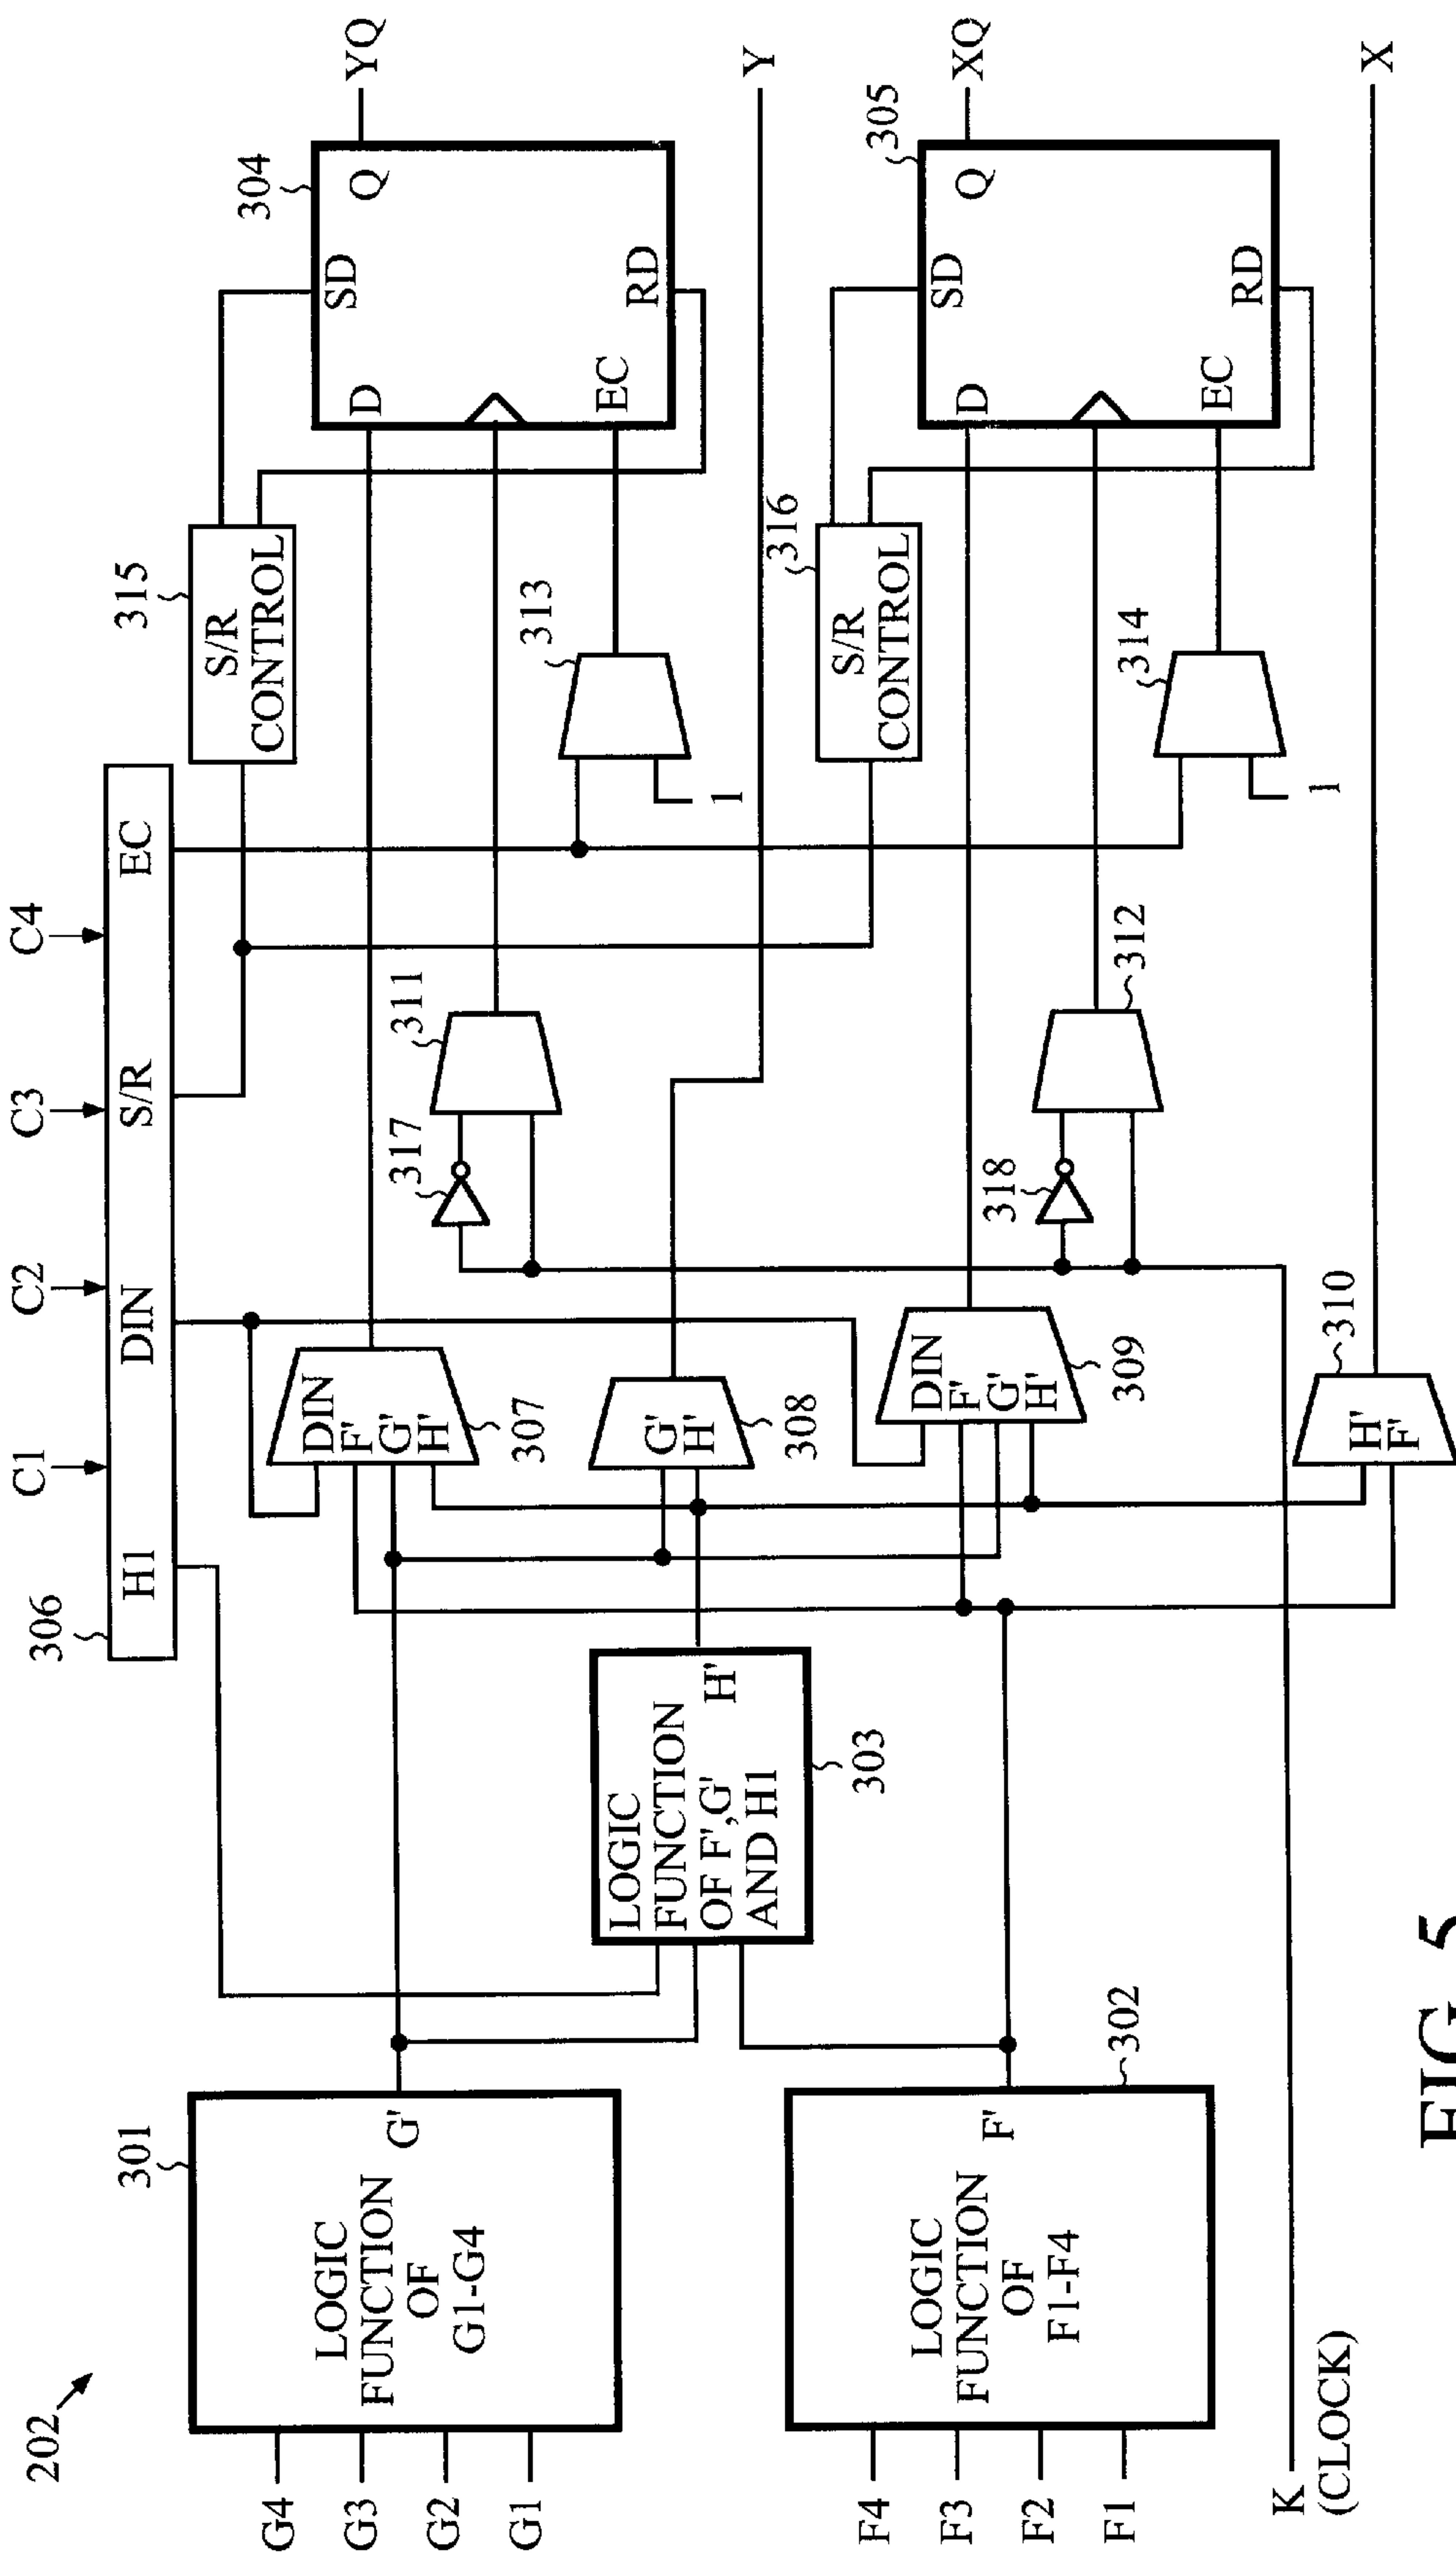 202
C1
C2
C3
C4
306
H1
DIN
S/R
EC
315
S/R
CONTROL
304
SD
D
Q
EC
RD
YQ
301
LOGIC
FUNCTION
OF
G1-G4
G'
G4
G3
G2
G1
DIN
F'
G'
H'
307
317
311
313
1
Y
G'
H'
308
LOGIC
FUNCTION
OF F',G'
AND H1
H'
303
316
S/R
CONTROL
305
SD
D
Q
EC
RD
XQ
302
LOGIC
FUNCTION
OF
F1-F4
F'
F4
F3
F2
F1
DIN
F'
G'
H'
309
318
312
314
1
K
(CLOCK)
H'
F'
310
X
FIG. 5